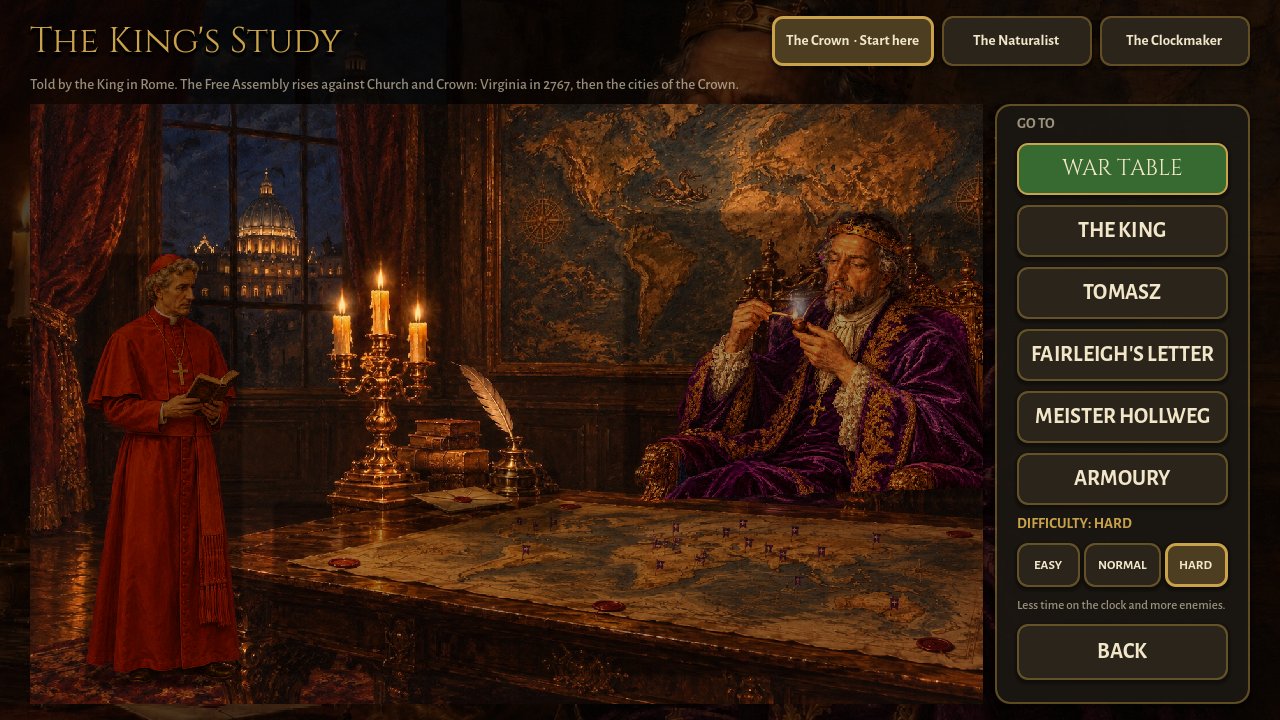 The King's Study
The Crown · Start here
The Naturalist
The Clockmaker
Told by the King in Rome. The Free Assembly rises against Church and Crown: Virginia in 2767, then the cities of the Crown.
GO TO
WAR TABLE
THE KING
TOMASZ
FAIRLEIGH'S LETTER
MEISTER HOLLWEG
ARMOURY
DIFFICULTY: HARD
EASY
NORMAL
HARD
Less time on the clock and more enemies.
BACK